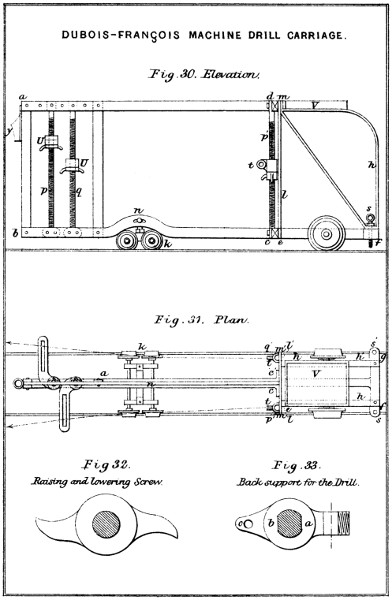 DUBOIS-FRANÇOIS MACHINE DRILL CARRIAGE.
Fig. 30. Elevation.
a
d m
V
y
U
p
U
t
h
p
q
l
n
s
b
k
c e
r
Fig. 31. Plan.
k
q l'
m'
h
h
g
t
c
a
n
c'
V
h
t
c
e
f
p m l
s
Fig 32.
Raising and lowering Screw.
Fig. 33.
Back support for the Drill.
c b a